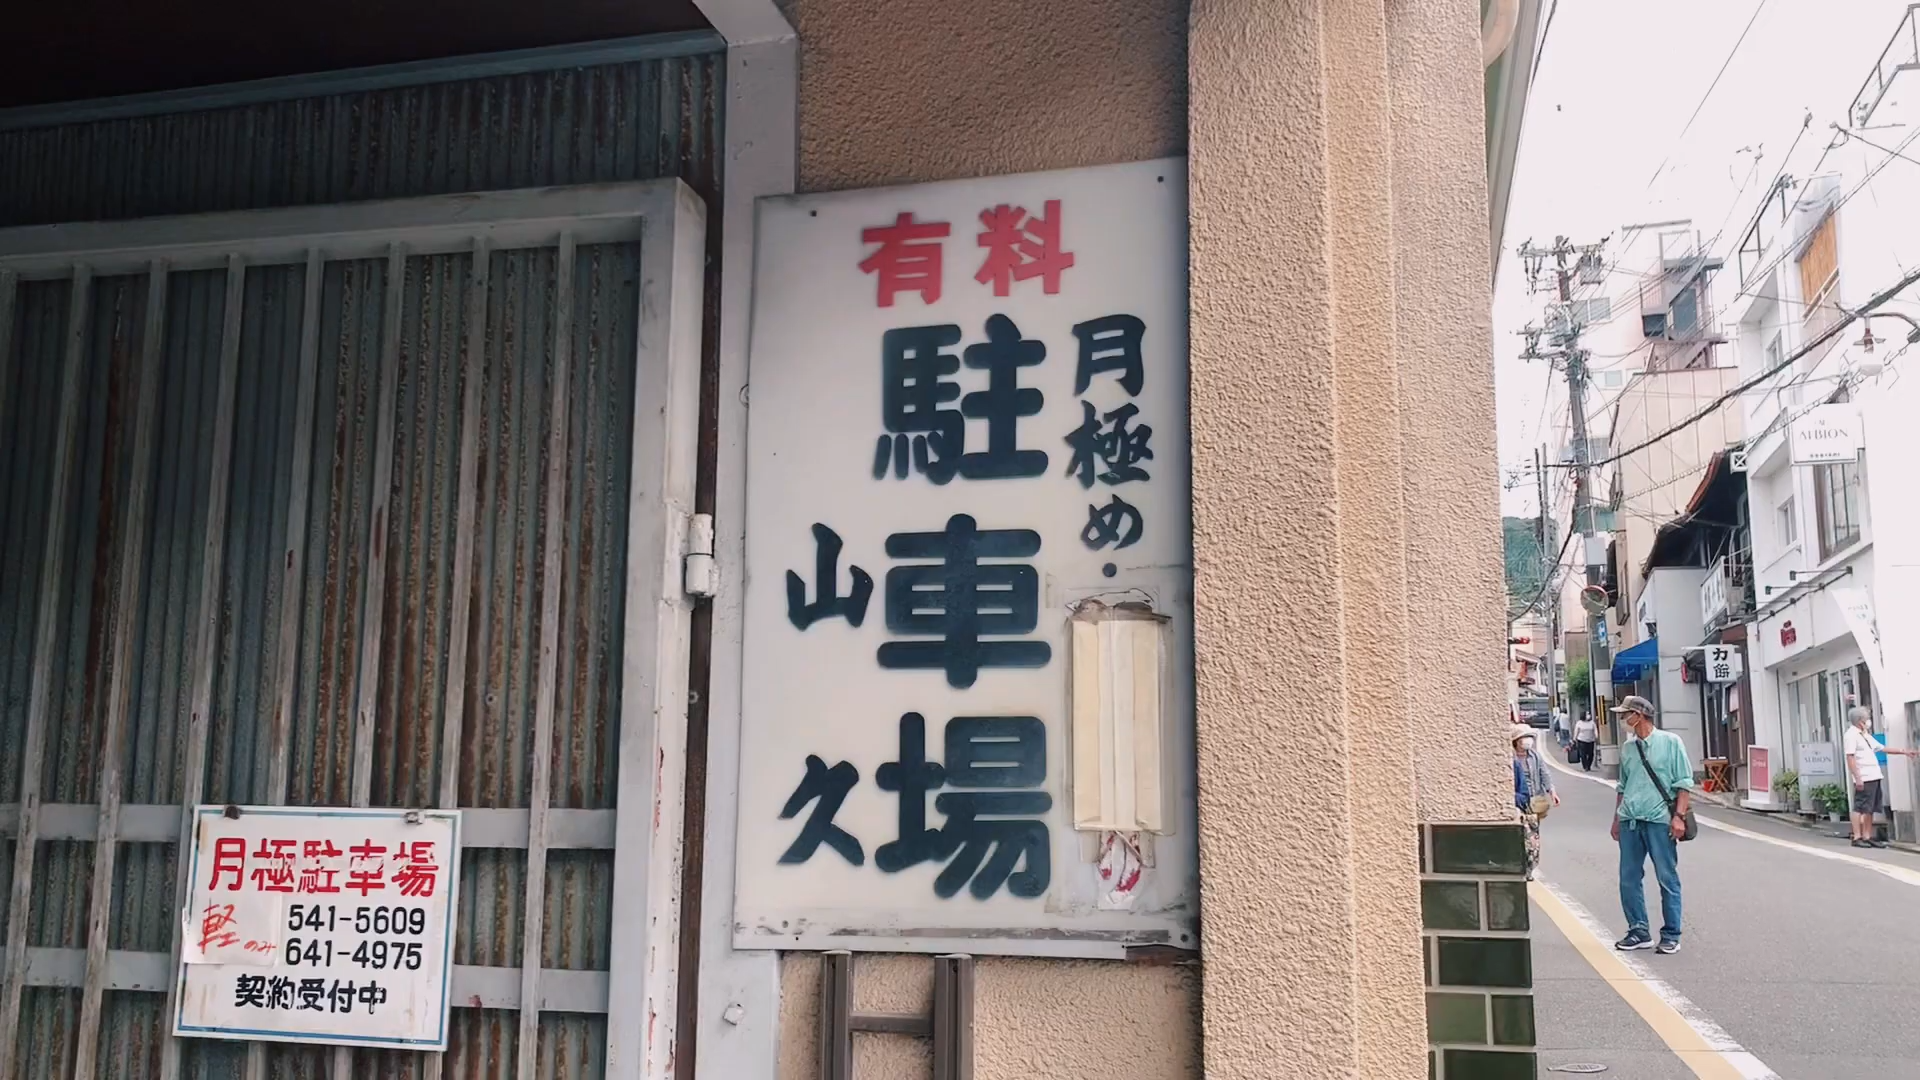 有料
月極め・
駐車場
山久
月極駐車場
軽のみ
541-5609
641-4975
契約受付中
ALBION
力餅
ALBION